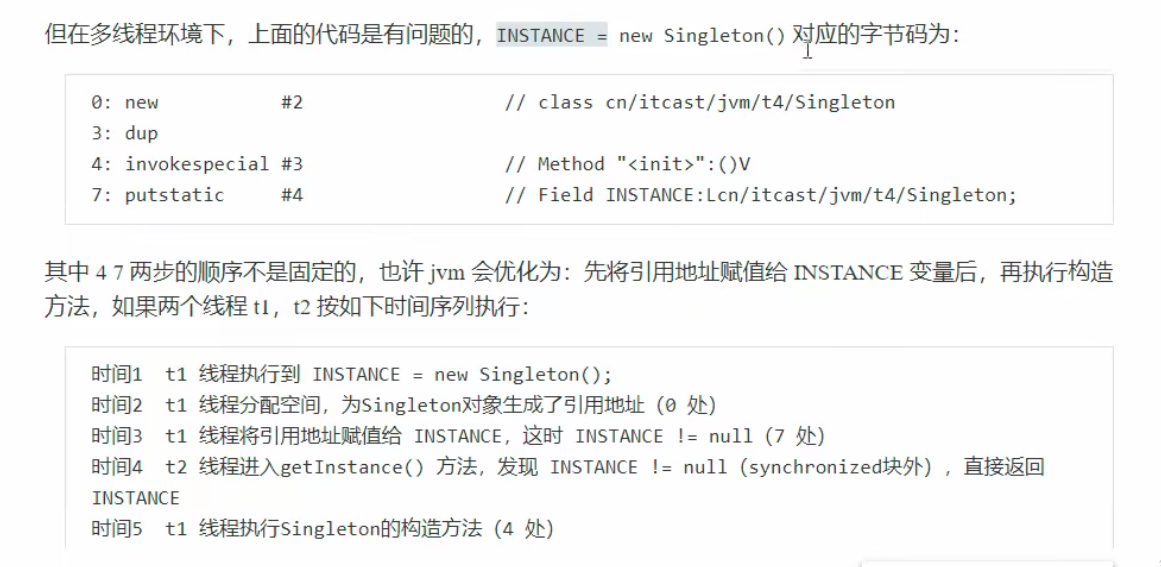 但在多线程环境下，上面的代码是有问题的，INSTANCE = new Singleton() 对应的字节码为：
0: new #2 // class cn/itcast/jvm/t4/Singleton
3: dup
4: invokespecial #3 // Method "<init>":()V
7: putstatic #4 // Field INSTANCE:Lcn/itcast/jvm/t4/Singleton;
其中 4 7 两步的顺序不是固定的，也许 jvm 会优化为：先将引用地址赋值给 INSTANCE 变量后，再执行构造
方法，如果两个线程 t1，t2 按如下时间序列执行：
时间1 t1 线程执行到 INSTANCE = new Singleton();
时间2 t1 线程分配空间，为Singleton对象生成了引用地址（0 处）
时间3 t1 线程将引用地址赋值给 INSTANCE，这时 INSTANCE != null（7 处）
时间4 t2 线程进入getInstance() 方法，发现 INSTANCE != null（synchronized块外），直接返回
INSTANCE
时间5 t1 线程执行Singleton的构造方法（4 处）